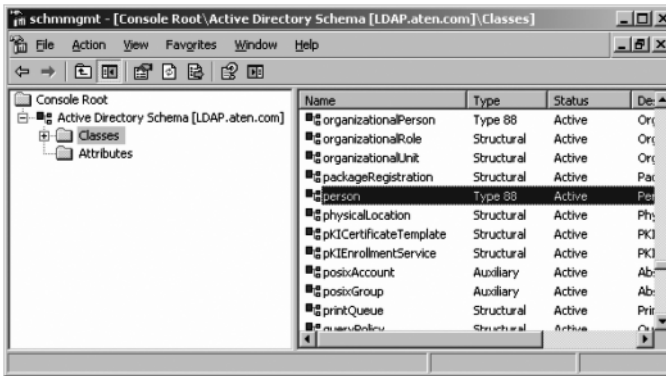 schmmgmt - [Console Root\Active Directory Schema [LDAP.aten.com]\Classes]
File Action View Favorites Window Help
Console Root
Active Directory Schema [LDAP.aten.com]
Classes
Attributes
Name Type Status
organizationalPerson Type 88 Active
organizationalRole Structural Active
organizationalUnit Structural Active
packageRegistration Structural Active
person Type 88 Active
physicalLocation Structural Active
pKICertificateTemplate Structural Active
pKIEnrollmentService Structural Active
posixAccount Auxiliary Active
posixGroup Auxiliary Active
printQueue Structural Active
queryPolicy Structural Active